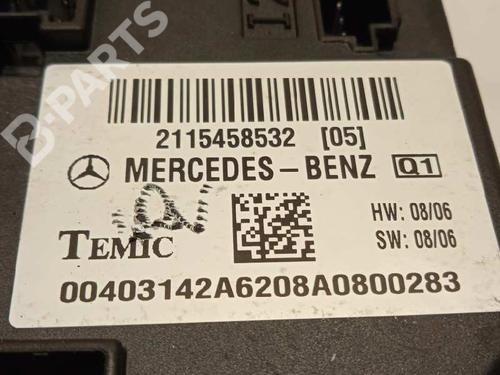 B-PARTS
2115458532 [05]
MERCEDES-BENZ Q1
TEMIC
HW: 08/06
SW: 08/06
00403142A6208A0800283